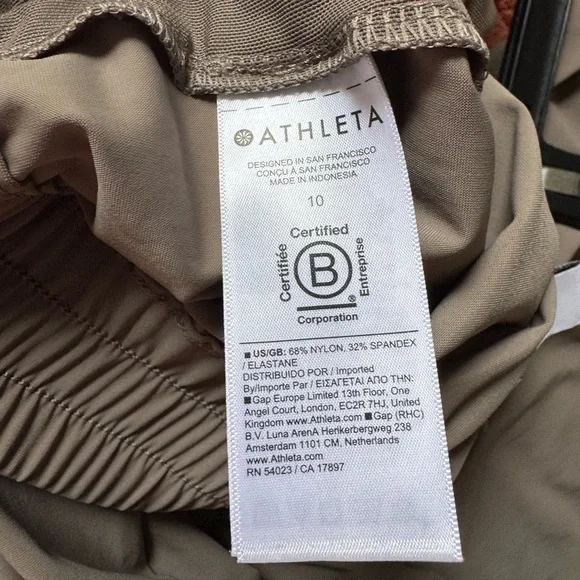 ATHLETA
DESIGNED IN SAN FRANCISCO
CONÇU À SAN FRANCISCO
MADE IN INDONESIA
10
Certified
Certifiée
B
Entreprise
®
Corporation
■ US/GB: 68% NYLON, 32% SPANDEX
/ ELASTANE
DISTRIBUIDO POR / Imported
By/Importe Par / ΕΙΣΑΓΕΤΑΙ ΑΠΟ ΤΗΝ:
■Gap Europe Limited 13th Floor, One
Angel Court, London, EC2R 7HJ, United
Kingdom www.Athleta.com ■Gap (RHC)
B.V. Luna ArenA Herikerbergweg 238
Amsterdam 1101 CM, Netherlands
www.Athleta.com
RN 54023 / CA 17897